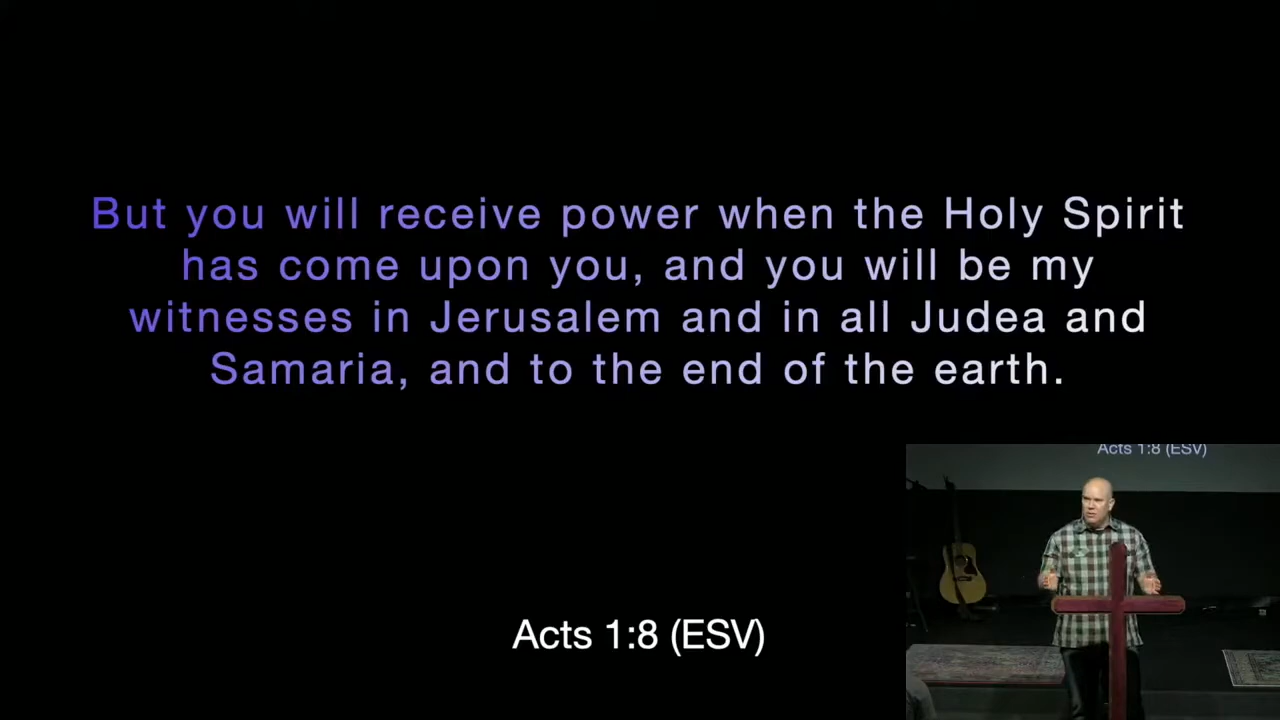 But you will receive power when the Holy Spirit
has come upon you, and you will be my
witnesses in Jerusalem and in all Judea and
Samaria, and to the end of the earth.
Acts 1:8 (ESV)
Acts 1:8 (ESV)